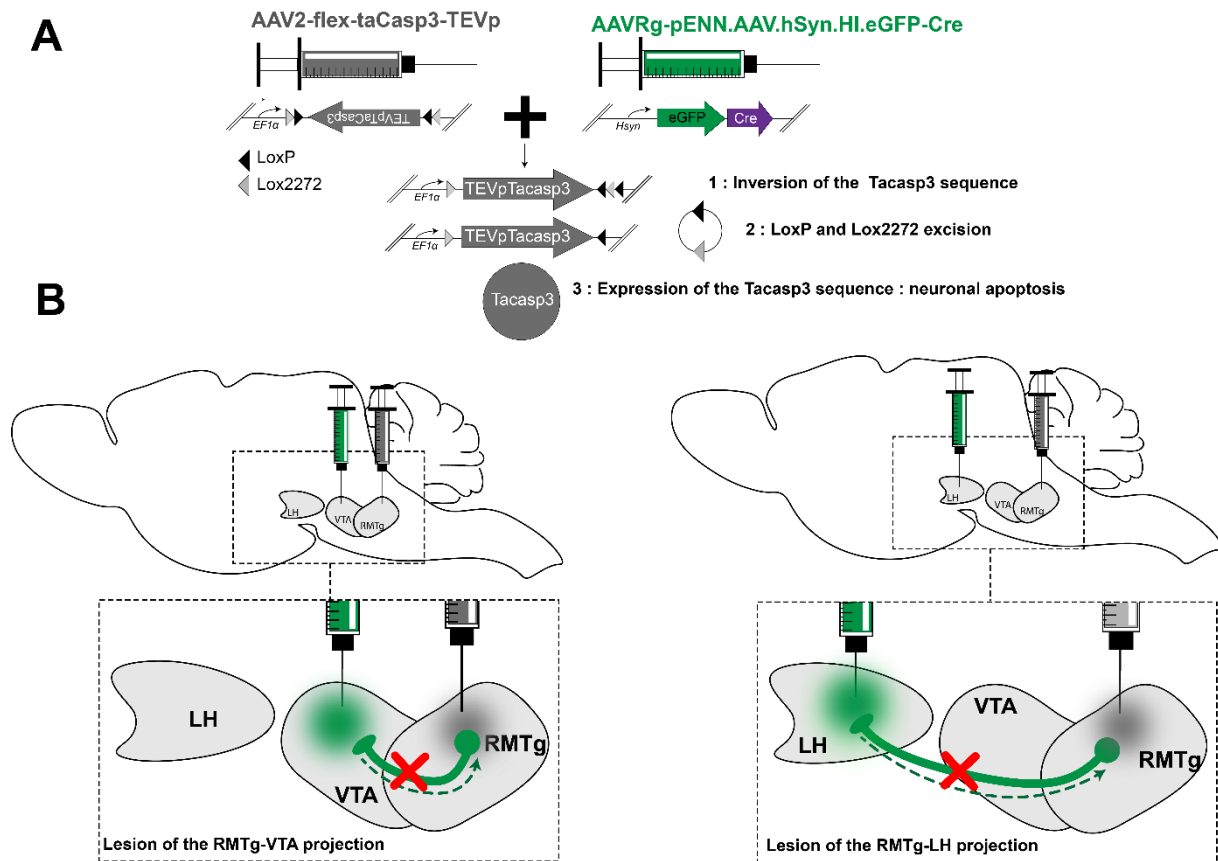 A
AAV2-flex-taCasp3-TEVp
AAVRg-pENN.AAV.hSyn.HI.eGFP-Cre
EF1α
TEVpTaCasp3
Hsyn
eGFP
Cre
LoxP
Lox2272
EF1α
TEVpTacasp3
1 : Inversion of the Tacasp3 sequence
EF1α
TEVpTacasp3
2 : LoxP and Lox2272 excision
Tacasp3
3 : Expression of the Tacasp3 sequence : neuronal apoptosis
B
LH
VTA
RMTg
LH
VTA
RMTg
LH
VTA
RMTg
Lesion of the RMTg-VTA projection
LH
VTA
RMTg
Lesion of the RMTg-LH projection